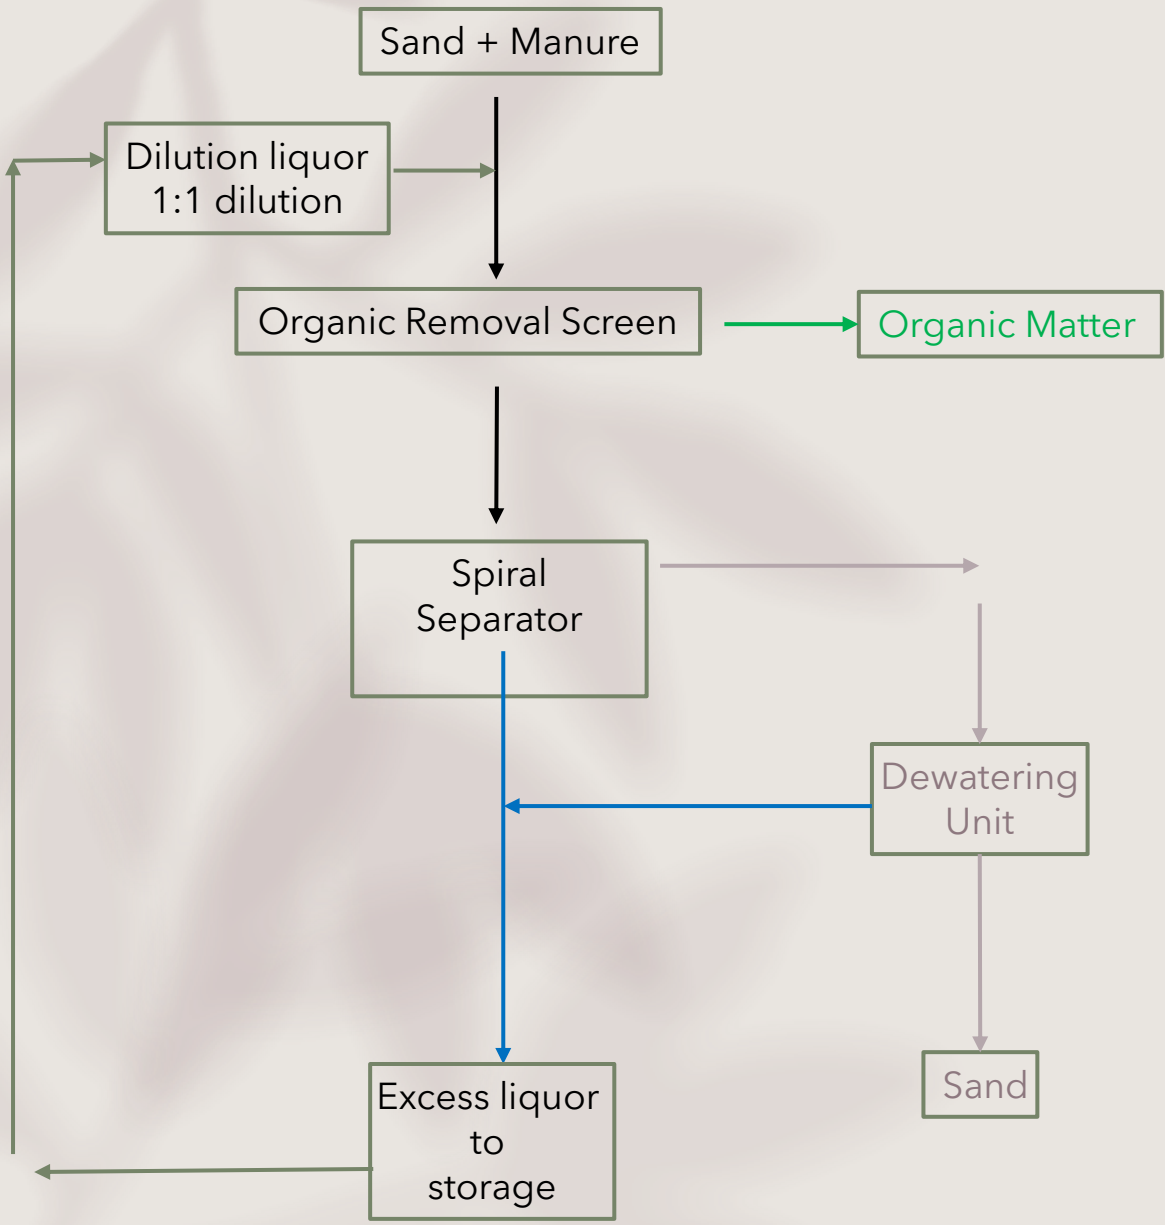 Sand + Manure
Dilution liquor
1:1 dilution
Organic Removal Screen
Organic Matter
Spiral
Separator
Dewatering
Unit
Sand
Excess liquor
to
storage